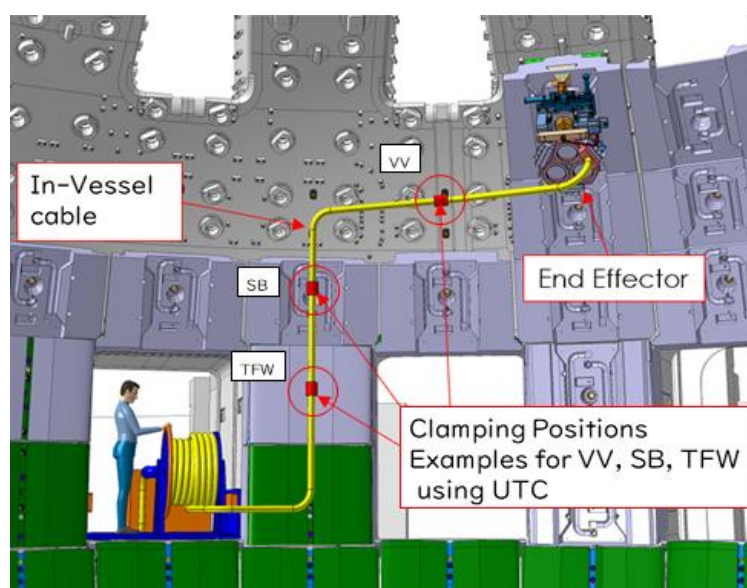 VV
In-Vessel
cable
SB
End Effector
TFW
Clamping Positions
Examples for VV, SB, TFW
using UTC